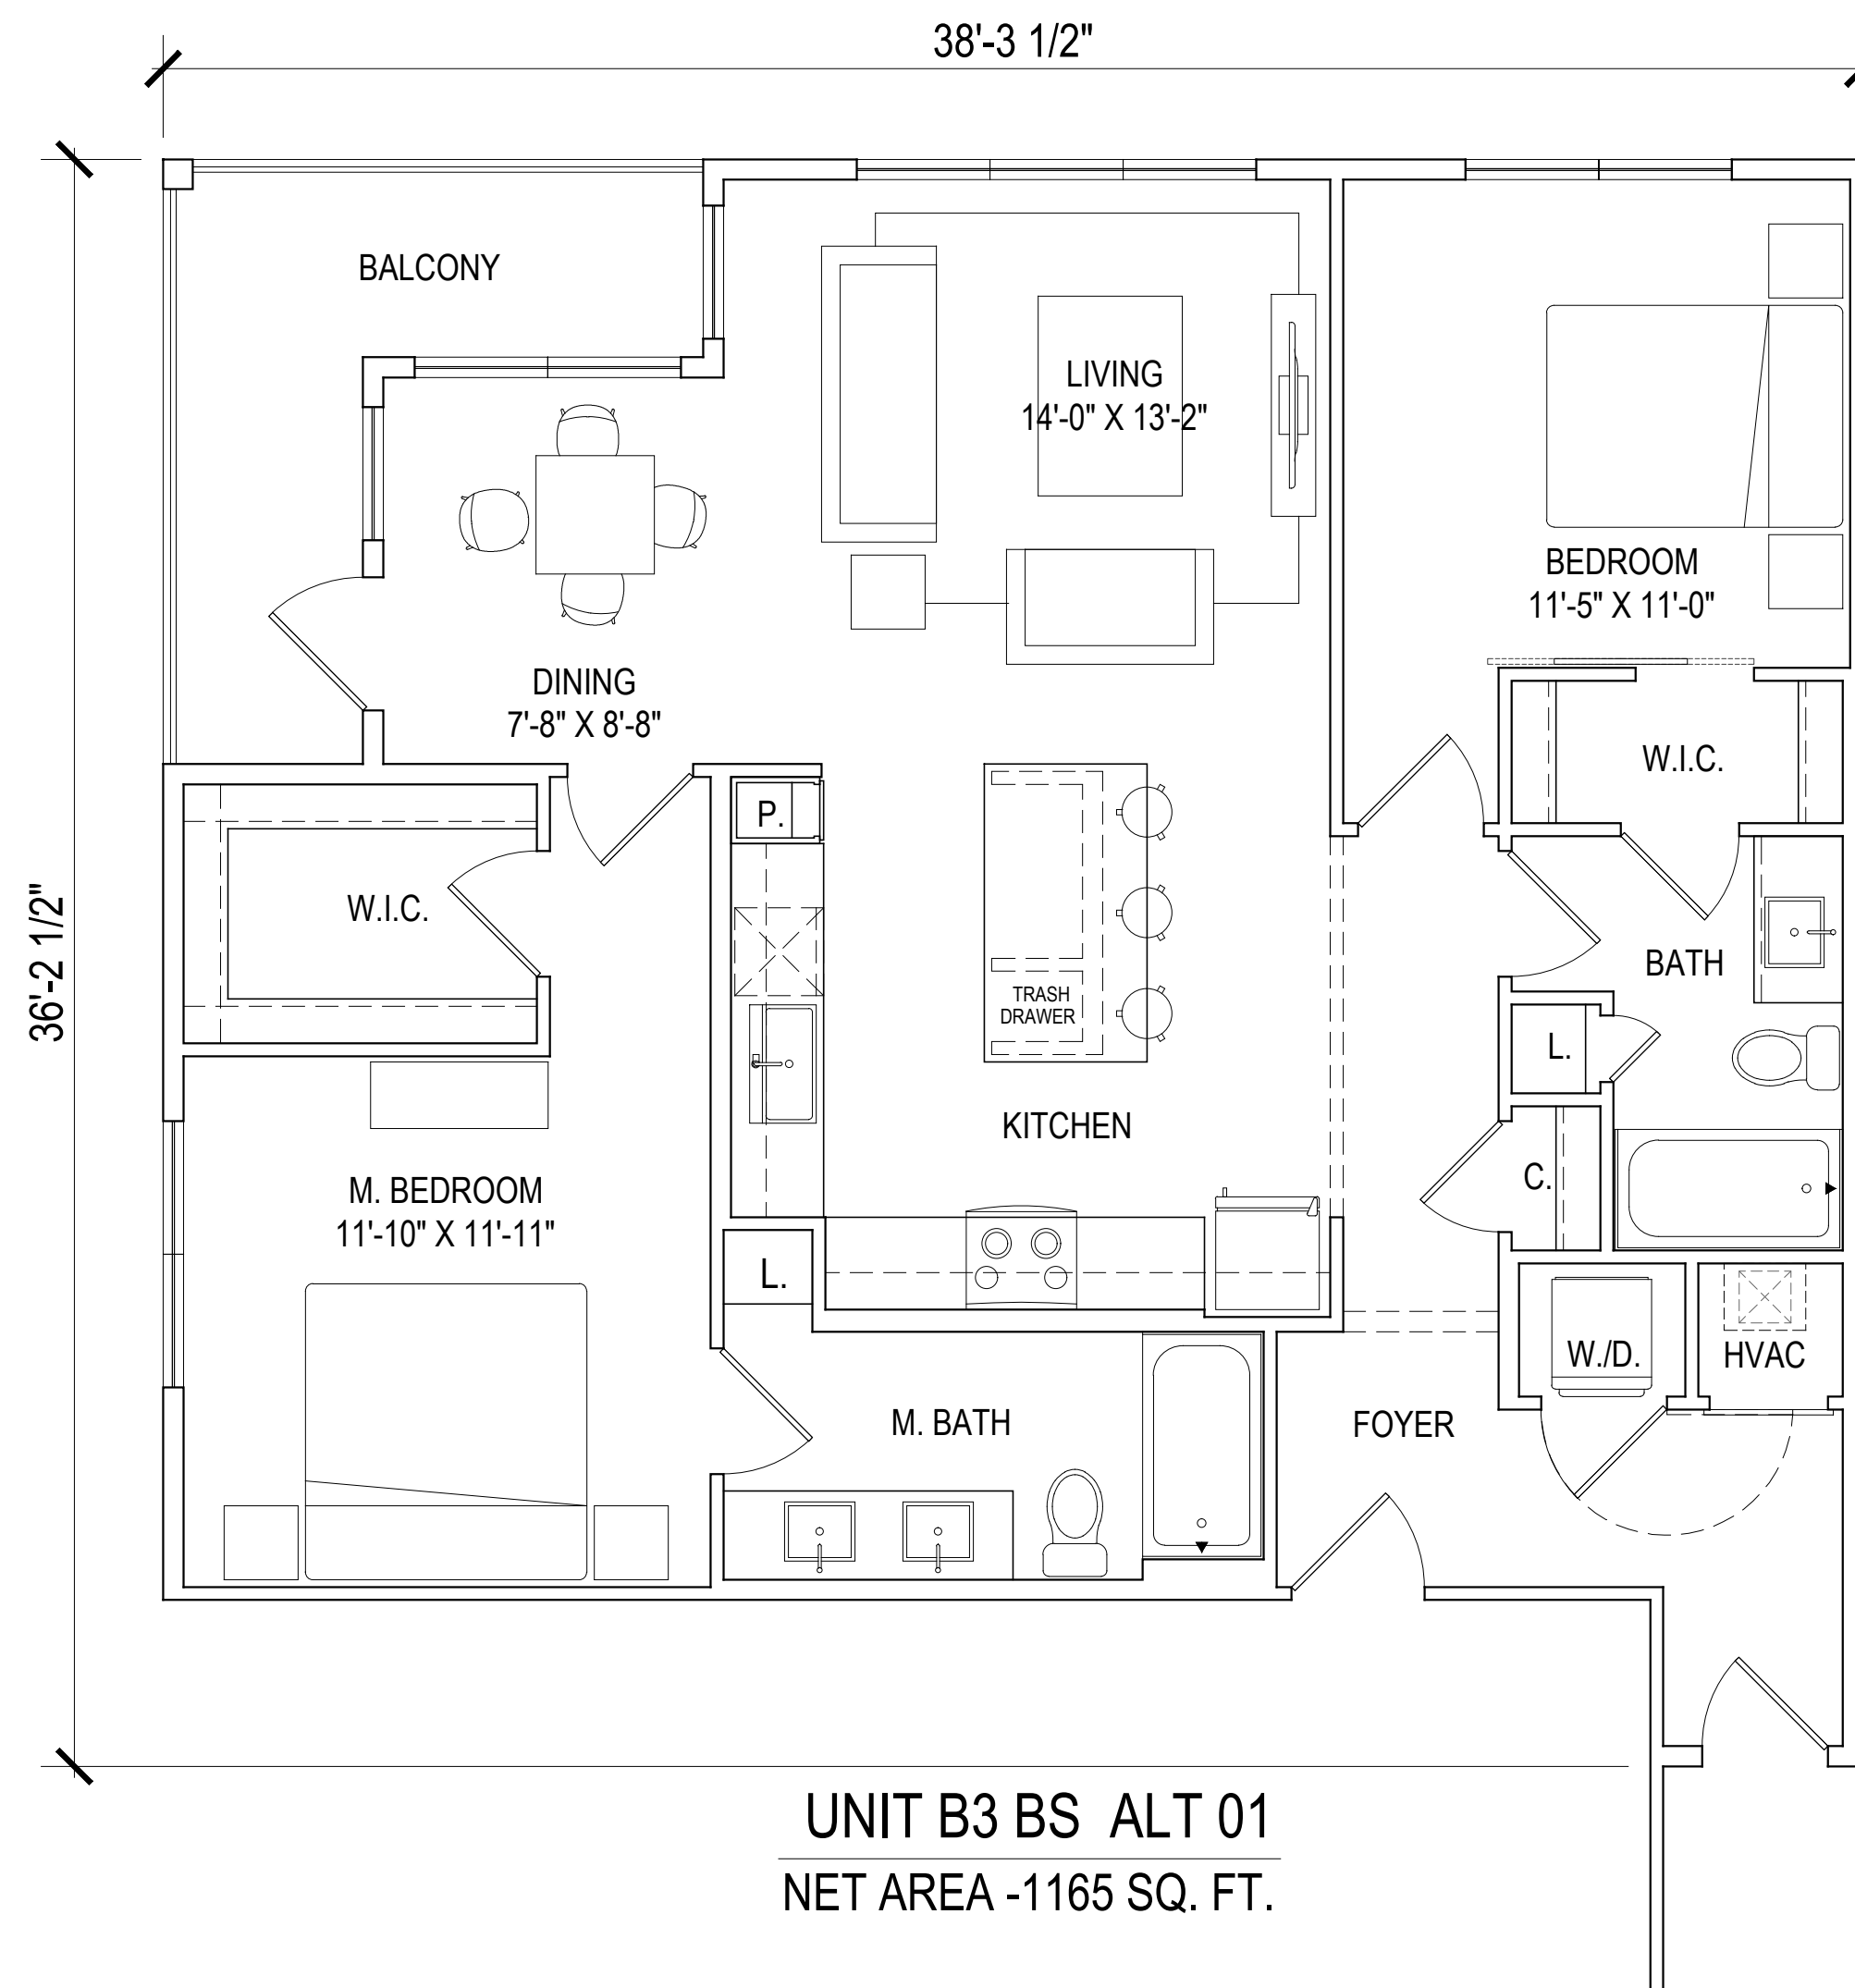 38'-3 1/2"
BALCONY
LIVING
14'-0" X 13'-2"
BEDROOM
11'-5" X 11'-0"
DINING
7'-8" X 8'-8"
W.I.C.
P.
W.I.C.
36'-2 1/2"
BATH
TRASH
DRAWER
L.
KITCHEN
C.
M. BEDROOM
11'-10" X 11'-11"
L.
W./D.
HVAC
M. BATH
FOYER
UNIT B3 BS ALT 01
NET AREA -1165 SQ. FT.